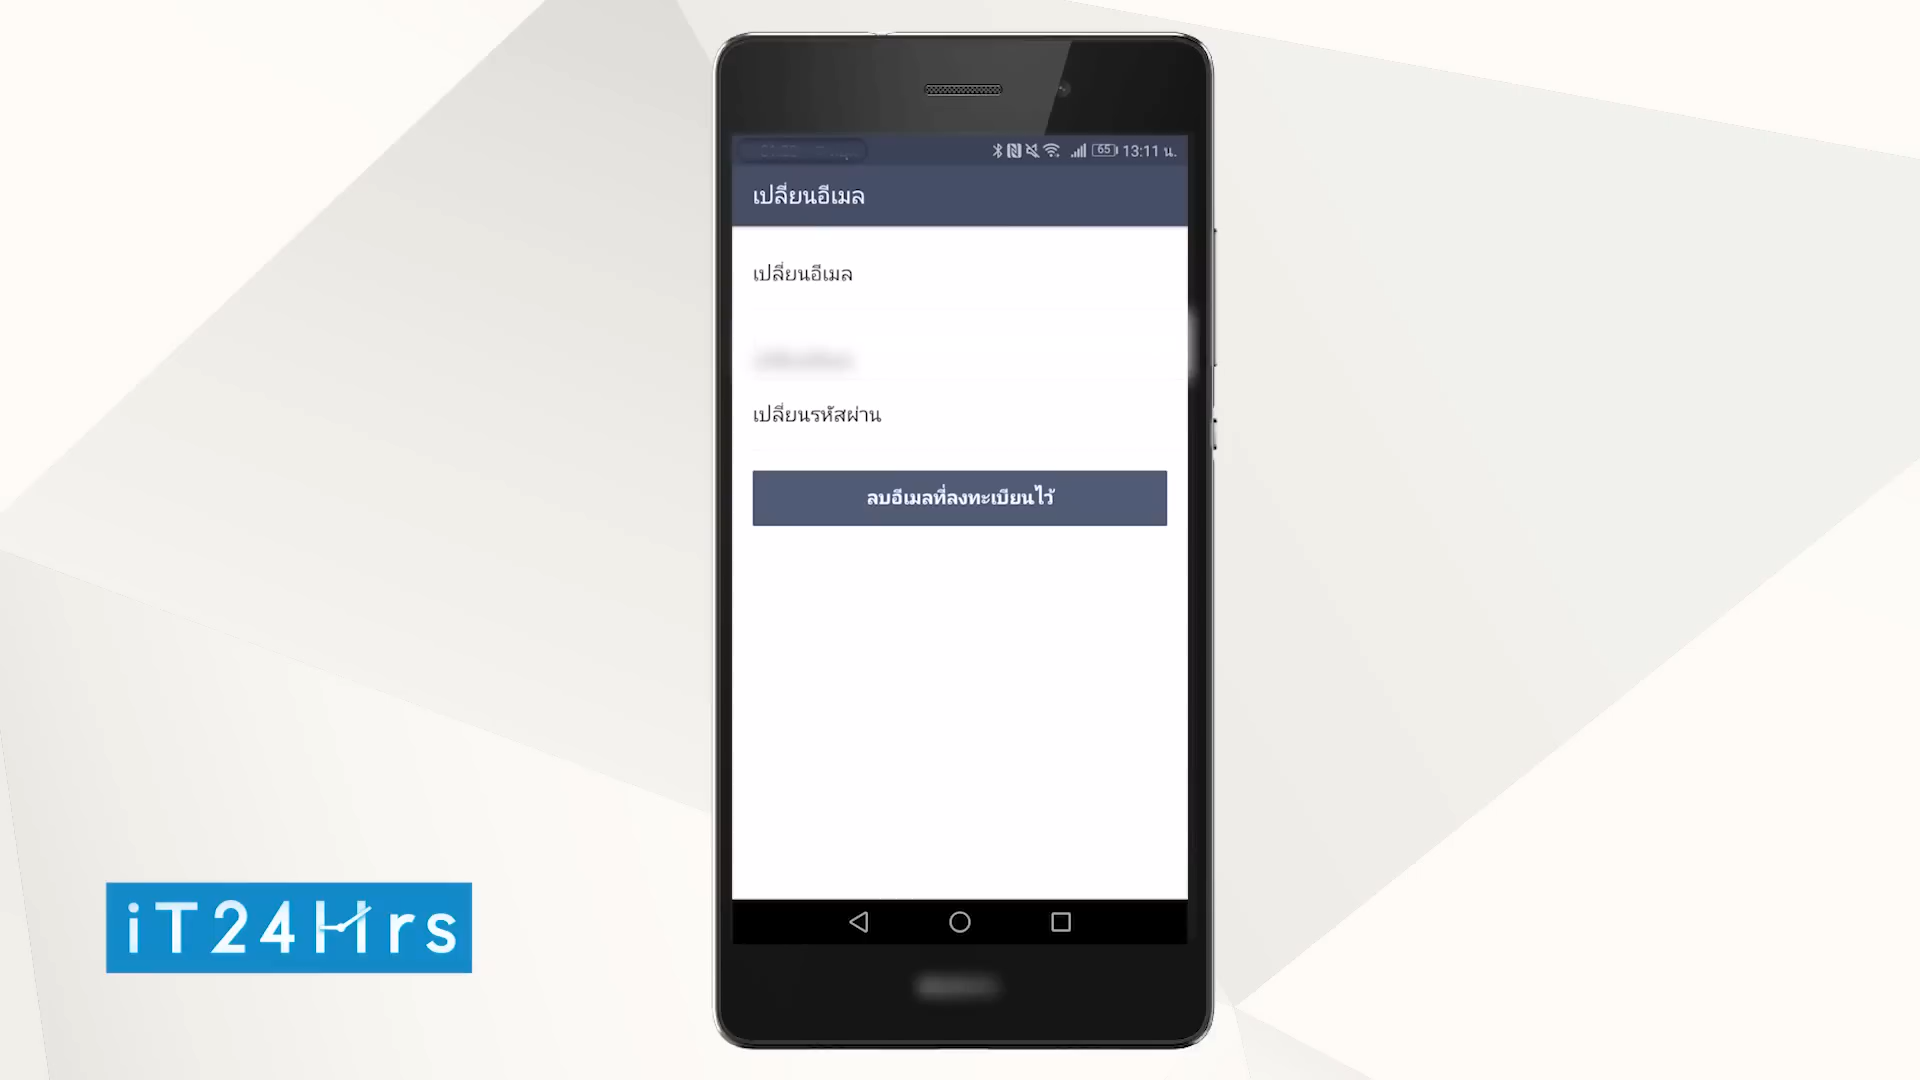 65 13:11 น.
เปลี่ยนอีเมล
เปลี่ยนอีเมล
เปลี่ยนรหัสผ่าน
ลบอีเมลที่ลงทะเบียนไว้
iT24Hrs